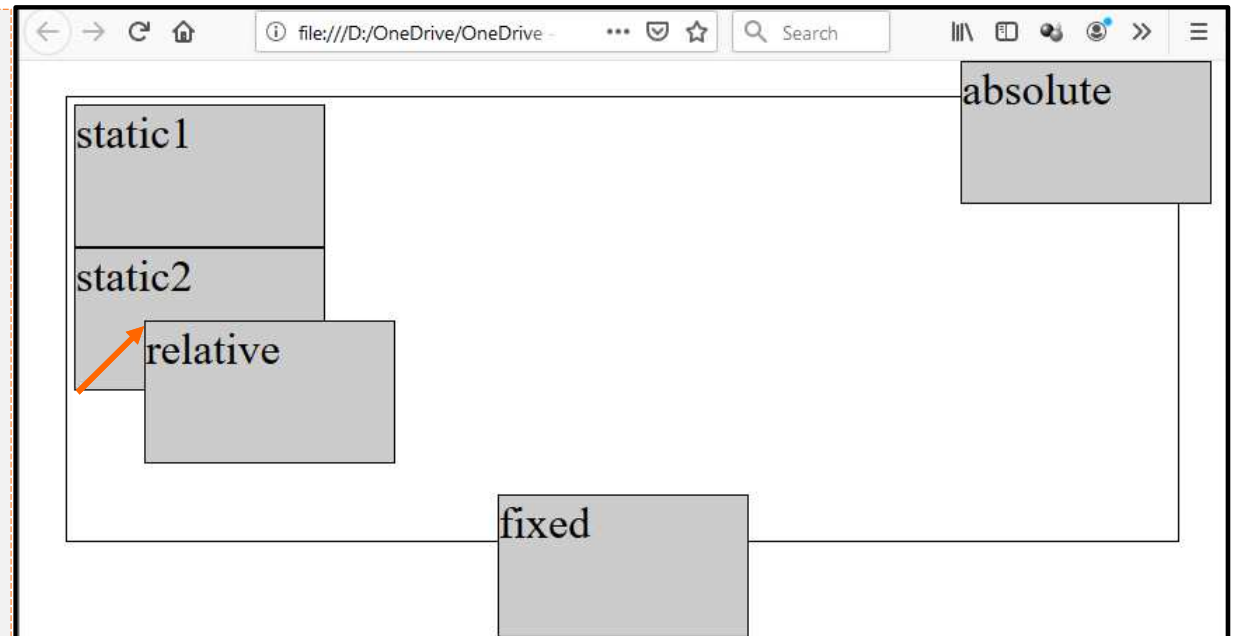 file:///D:/OneDrive/OneDrive -
Search
absolute
static1
static2
relative
fixed